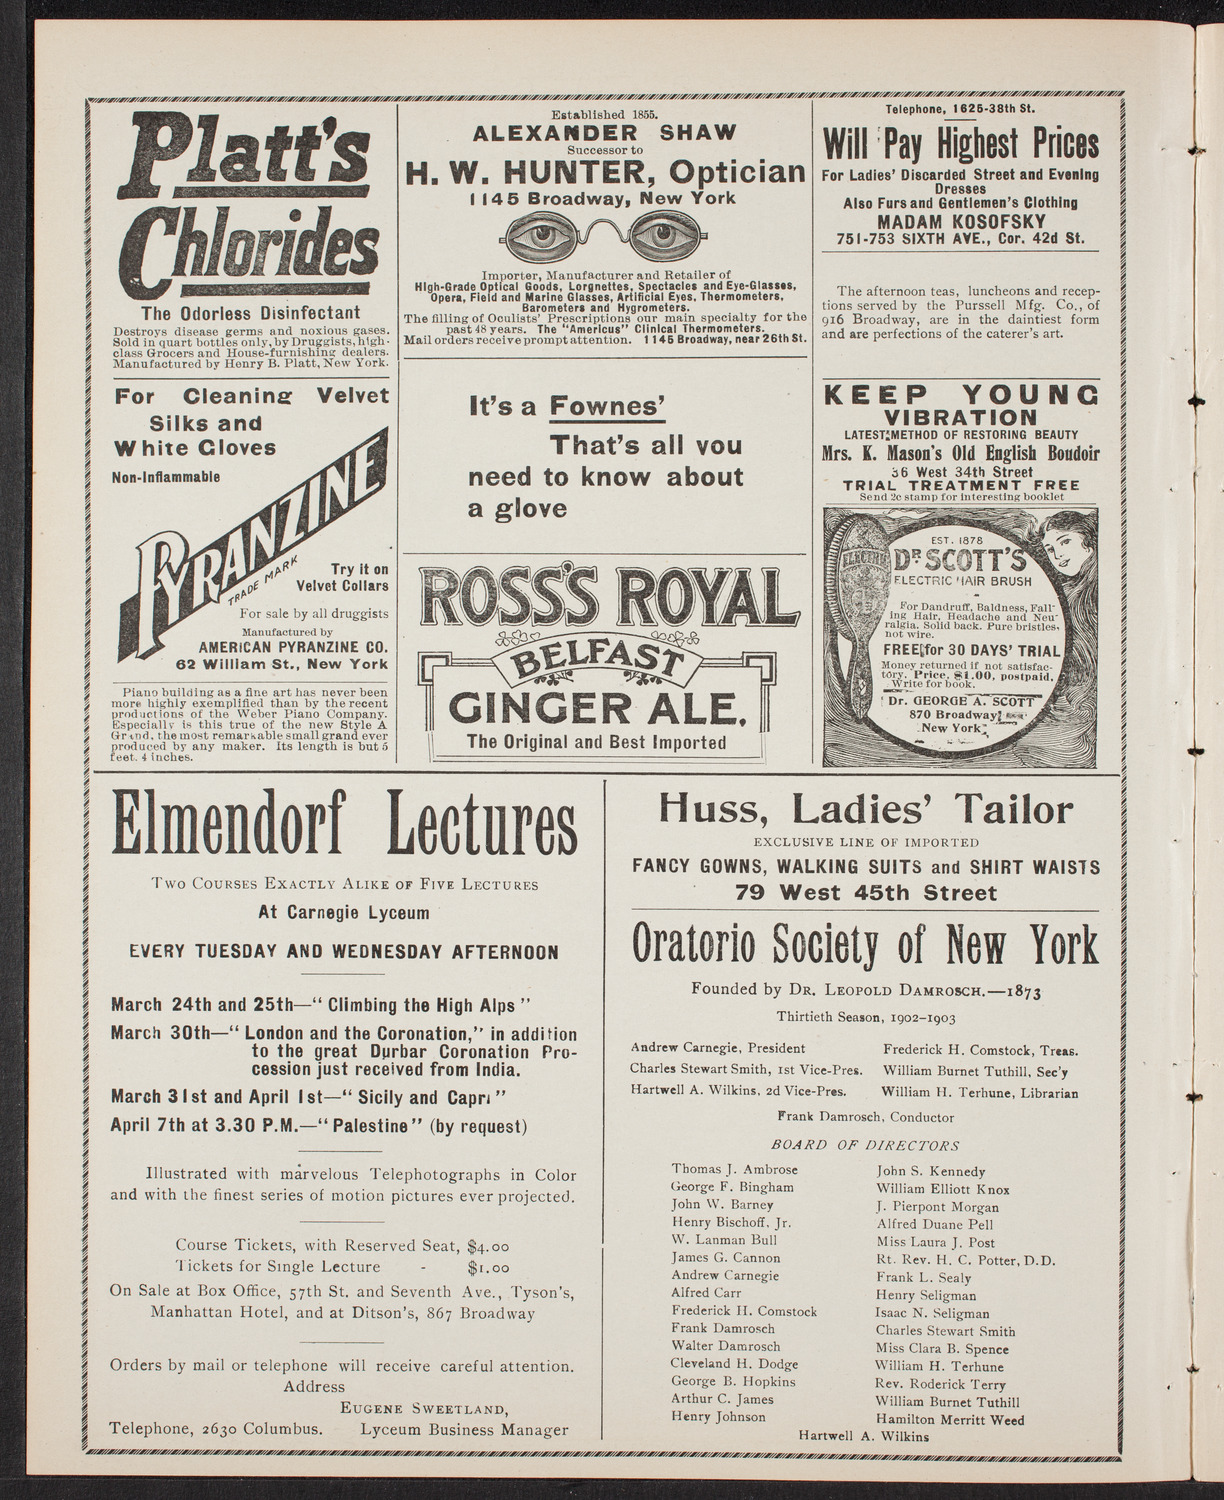 Platt's
Chlorides
The Odorless Disinfectant
Destroys disease germs and noxious gases.
Sold in quart bottles only, by Druggists, high-
class Grocers and House-furnishing dealers.
Manufactured by Henry B. Platt, New York.
For Cleaning Velvet
Silks and
White Gloves
Non-Inflammable
PYRANZINE
TRADE MARK
Try it on
Velvet Collars
For sale by all druggists
Manufactured by
AMERICAN PYRANZINE CO.
62 William St., New York
Piano building as a fine art has never been
more highly exemplified than by the recent
productions of the Weber Piano Company.
Especially is this true of the new Style A
Grand, the most remarkable small grand ever
produced by any maker. Its length is but 5
feet. 4 inches.
Established 1855.
ALEXANDER SHAW
Successor to
H. W. HUNTER, Optician
1145 Broadway, New York
Importer, Manufacturer and Retailer of
High-Grade Optical Goods, Lorgnettes, Spectacles and Eye-Glasses,
Opera, Field and Marine Glasses, Artificial Eyes, Thermometers,
Barometers and Hygrometers.
The filling of Oculists' Prescriptions our main specialty for the
past 48 years. The "Americus" Clinical Thermometers.
Mail orders receive prompt attention. 1145 Broadway, near 26th St.
It's a Fownes'
That's all you
need to know about
a glove
ROSS'S ROYAL
BELFAST
GINGER ALE.
The Original and Best Imported
Telephone, 1625-38th St.
Will Pay Highest Prices
For Ladies' Discarded Street and Evening
Dresses
Also Furs and Gentlemen's Clothing
MADAM KOSOFSKY
751-753 SIXTH AVE., Cor. 42d St.
The afternoon teas, luncheons and recep-
tions served by the Purssell Mfg. Co., of
916 Broadway, are in the daintiest form
and are perfections of the caterer's art.
KEEP YOUNG
VIBRATION
LATEST METHOD OF RESTORING BEAUTY
Mrs. K. Mason's Old English Boudoir
36 West 34th Street
TRIAL TREATMENT FREE
Send 2c stamp for interesting booklet
EST. 1878
ELECTRIC
DR SCOTT'S
ELECTRIC HAIR BRUSH
For Dandruff, Baldness, Fall-
ing Hair, Headache and Neu-
ralgia. Solid back. Pure bristles,
not wire.
FREE for 30 DAYS' TRIAL
Money returned if not satisfac-
tory. Price, $1.00, postpaid.
Write for book.
Dr. GEORGE A. SCOTT
870 Broadway
New York
Elmendorf Lectures
TWO COURSES EXACTLY ALIKE OF FIVE LECTURES
At Carnegie Lyceum
EVERY TUESDAY AND WEDNESDAY AFTERNOON
March 24th and 25th—"Climbing the High Alps"
March 30th—"London and the Coronation," in addition
to the great Durbar Coronation Pro-
cession just received from India.
March 31st and April 1st—"Sicily and Capri"
April 7th at 3.30 P.M.—"Palestine" (by request)
Illustrated with marvelous Telephotographs in Color
and with the finest series of motion pictures ever projected.
Course Tickets, with Reserved Seat, $4.00
Tickets for Single Lecture - $1.00
On Sale at Box Office, 57th St. and Seventh Ave., Tyson's,
Manhattan Hotel, and at Ditson's, 867 Broadway
Orders by mail or telephone will receive careful attention.
Address
EUGENE SWEETLAND,
Telephone, 2630 Columbus. Lyceum Business Manager
Huss, Ladies' Tailor
EXCLUSIVE LINE OF IMPORTED
FANCY GOWNS, WALKING SUITS and SHIRT WAISTS
79 West 45th Street
Oratorio Society of New York
Founded by DR. LEOPOLD DAMROSCH.—1873
Thirtieth Season, 1902-1903
Andrew Carnegie, President Frederick H. Comstock, Treas.
Charles Stewart Smith, 1st Vice-Pres. William Burnet Tuthill, Sec'y
Hartwell A. Wilkins, 2d Vice-Pres. William H. Terhune, Librarian
Frank Damrosch, Conductor
BOARD OF DIRECTORS
Thomas J. Ambrose
George F. Bingham
John W. Barney
Henry Bischoff, Jr.
W. Lanman Bull
James G. Cannon
Andrew Carnegie
Alfred Carr
Frederick H. Comstock
Frank Damrosch
Walter Damrosch
Cleveland H. Dodge
George B. Hopkins
Arthur C. James
Henry Johnson
John S. Kennedy
William Elliott Knox
J. Pierpont Morgan
Alfred Duane Pell
Miss Laura J. Post
Rt. Rev. H. C. Potter, D.D.
Frank L. Sealy
Henry Seligman
Isaac N. Seligman
Charles Stewart Smith
Miss Clara B. Spence
William H. Terhune
Rev. Roderick Terry
William Burnet Tuthill
Hamilton Merritt Weed
Hartwell A. Wilkins